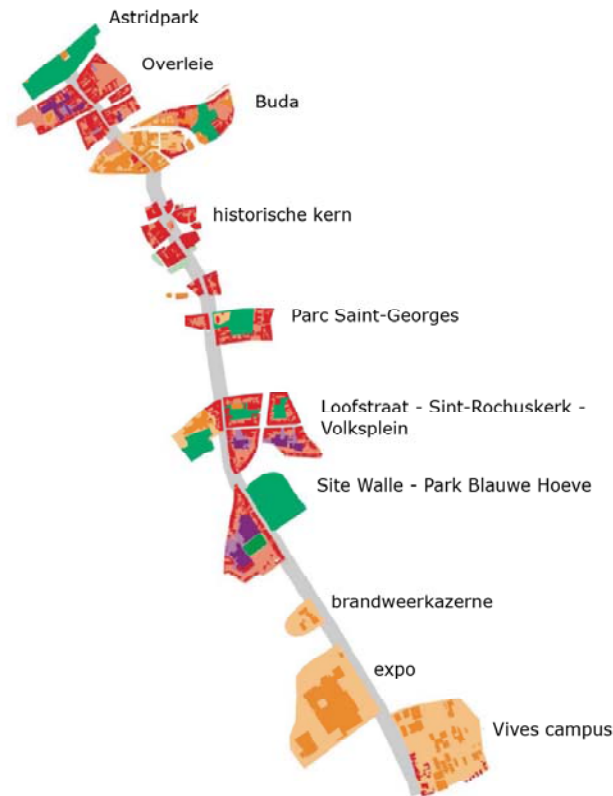 Astridpark
Overleie
Buda
historische kern
Parc Saint-Georges
Loofstraat - Sint-Rochuskerk -
Volksplein
Site Walle - Park Blauwe Hoeve
brandweerkazerne
expo
Vives campus